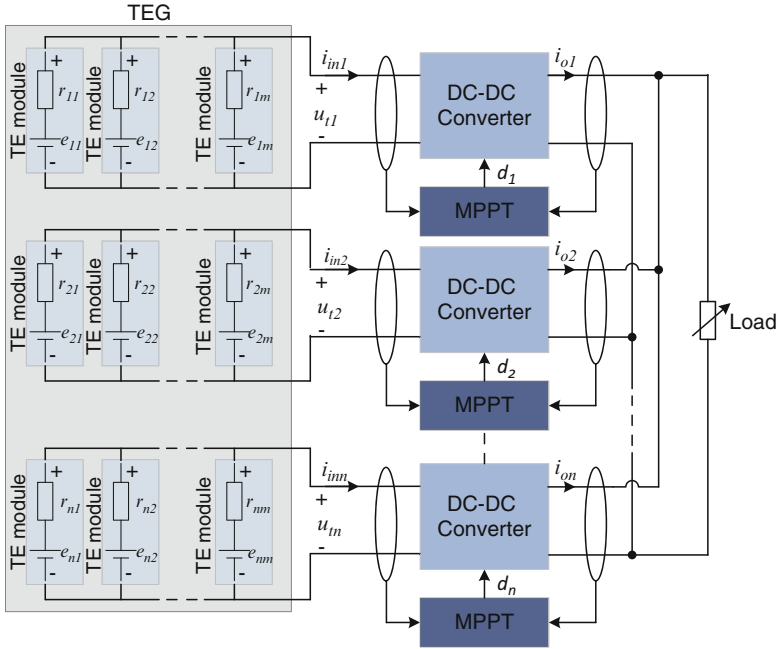 TEG
TE module
+
r11
e11
-
TE module
+
r12
e12
-
+
r1m
e1m
-
iin1
+
ut1
-
DC-DC
Converter
io1
d1
MPPT
TE module
+
r21
e21
-
TE module
+
r22
e22
-
TE module
+
r2m
e2m
-
iin2
+
ut2
-
DC-DC
Converter
io2
d2
MPPT
Load
TE module
+
rn1
en1
-
TE module
+
rn2
en2
-
TE module
+
rnm
enm
-
iinn
+
utn
-
DC-DC
Converter
ion
dn
MPPT
TE module